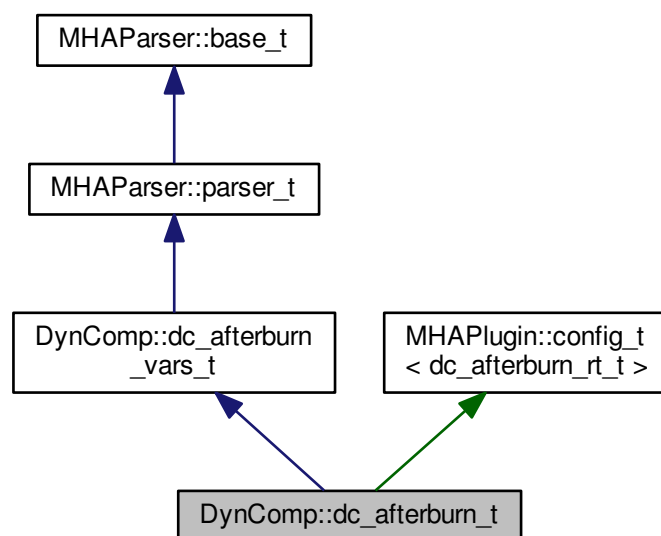 MHAParser::base_t
MHAParser::parser_t
DynComp::dc_afterburn
_vars_t
MHAPlugin::config_t
< dc_afterburn_rt_t >
DynComp::dc_afterburn_t